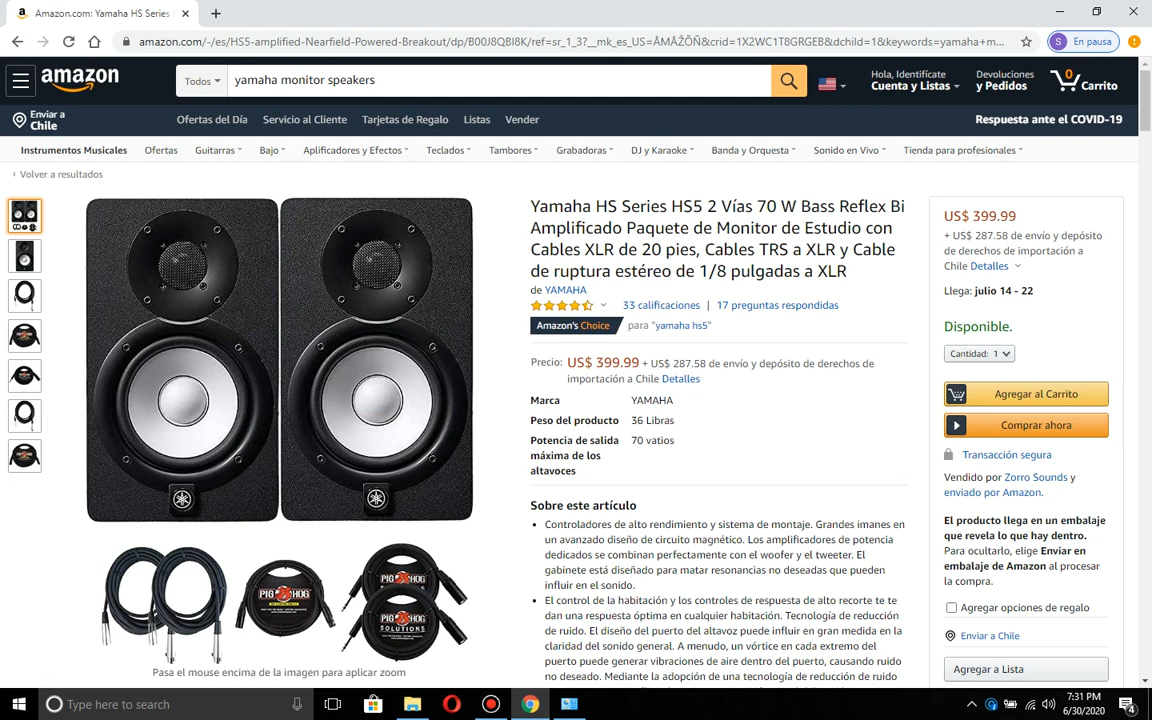 Amazon.com: Yamaha HS Series
amazon.com/-/es/HS5-amplified-Nearfield-Powered-Breakout/dp/B00J8QBI8K/ref=sr_1_3?__mk_es_US=ÅMÅŽÕÑ&crid=1X2WC1T8GRGEB&dchild=1&keywords=yamaha+m...
S En pausa
amazon
Todos
yamaha monitor speakers
Hola, Identifícate
Cuenta y Listas
Devoluciones
y Pedidos
0
Carrito
Enviar a
Chile
Ofertas del Día Servicio al Cliente Tarjetas de Regalo Listas Vender
Respuesta ante el COVID-19
Instrumentos Musicales Ofertas Guitarras Bajo Aplificadores y Efectos Teclados Tambores Grabadoras DJ y Karaoke Banda y Orquesta Sonido en Vivo Tienda para profesionales
‹ Volver a resultados
Yamaha HS Series HS5 2 Vías 70 W Bass Reflex Bi
Amplificado Paquete de Monitor de Estudio con
Cables XLR de 20 pies, Cables TRS a XLR y Cable
de ruptura estéreo de 1/8 pulgadas a XLR
de YAMAHA
33 calificaciones | 17 preguntas respondidas
Amazon's Choice para "yamaha hs5"
Precio: US$ 399.99 + US$ 287.58 de envío y depósito de derechos de
importación a Chile Detalles
Marca YAMAHA
Peso del producto 36 Libras
Potencia de salida 70 vatios
máxima de los
altavoces
Sobre este artículo
• Controladores de alto rendimiento y sistema de montaje. Grandes imanes en
un avanzado diseño de circuito magnético. Los amplificadores de potencia
dedicados se combinan perfectamente con el woofer y el tweeter. El
gabinete está diseñado para matar resonancias no deseadas que pueden
influir en el sonido.
• El control de la habitación y los controles de respuesta de alto recorte te te
dan una respuesta óptima en cualquier habitación. Tecnología de reducción
de ruido. El diseño del puerto del altavoz puede influir en gran medida en la
claridad del sonido general. A menudo, un vórtice en cada extremo del
puerto puede generar vibraciones de aire dentro del puerto, causando ruido
no deseado. Mediante la adopción de una tecnología de reducción de ruido
PIG HOG
PIG HOG
PIG HOG
SOLUTIONS
Pasa el mouse encima de la imagen para aplicar zoom
US$ 399.99
+ US$ 287.58 de envío y depósito
de derechos de importación a
Chile Detalles
Llega: julio 14 - 22
Disponible.
Cantidad: 1
Agregar al Carrito
Comprar ahora
Transacción segura
Vendido por Zorro Sounds y
enviado por Amazon.
El producto llega en un embalaje
que revela lo que hay dentro.
Para ocultarlo, elige Enviar en
embalaje de Amazon al procesar
la compra.
Agregar opciones de regalo
Enviar a Chile
Agregar a Lista
Type here to search
7:31 PM
6/30/2020
4